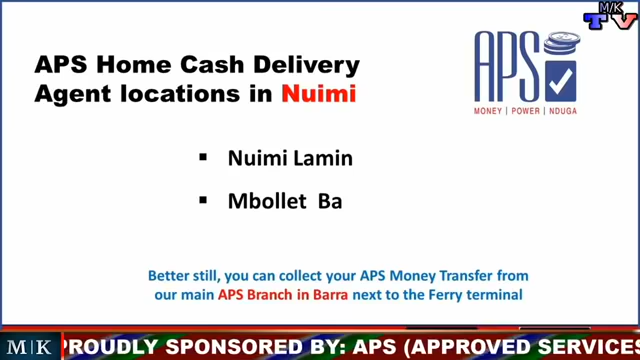 M/K
TV
APS Home Cash Delivery
Agent locations in Nuimi
APS
MONEY | POWER | NDUGA
▪ Nuimi Lamin
▪ Mbollet Ba
Better still, you can collect your APS Money Transfer from
our main APS Branch in Barra next to the Ferry terminal
M|K PROUDLY SPONSORED BY: APS (APPROVED SERVICES